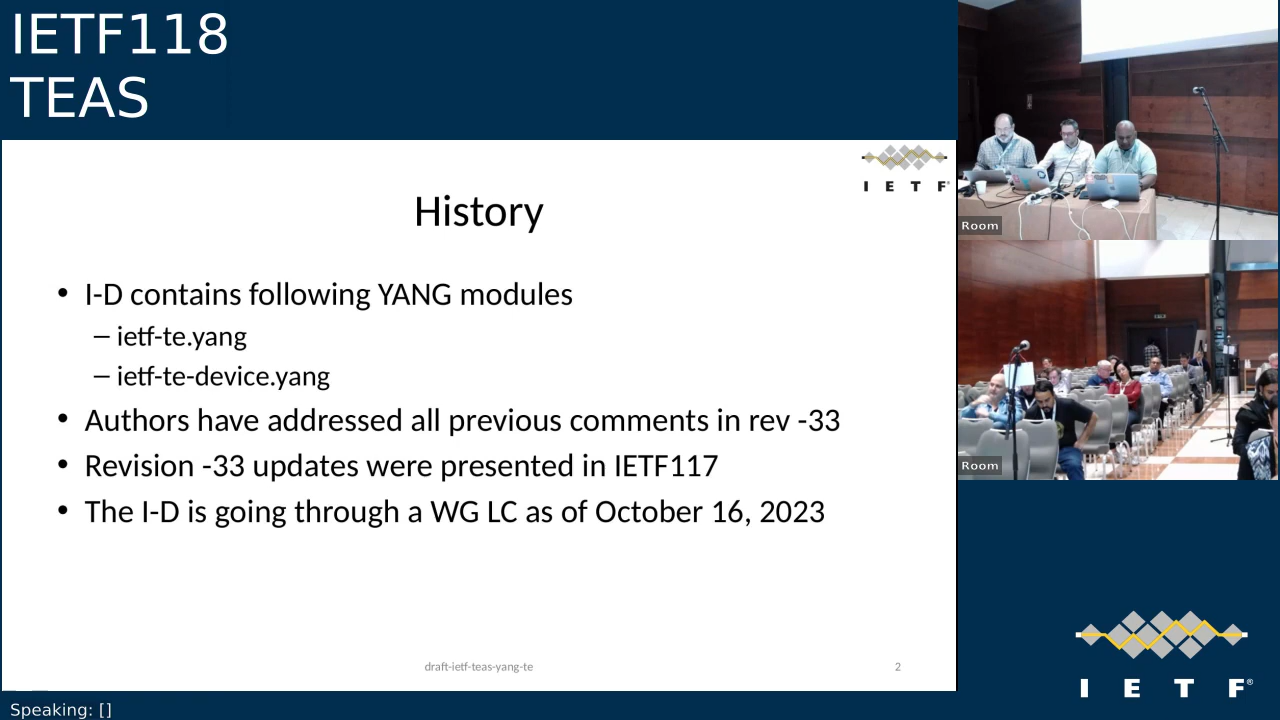 IETF118
TEAS
I E T F
History
• I-D contains following YANG modules
– ietf-te.yang
– ietf-te-device.yang
• Authors have addressed all previous comments in rev -33
• Revision -33 updates were presented in IETF117
• The I-D is going through a WG LC as of October 16, 2023
draft-ietf-teas-yang-te
2
Room
Room
I E T F®
Speaking: []